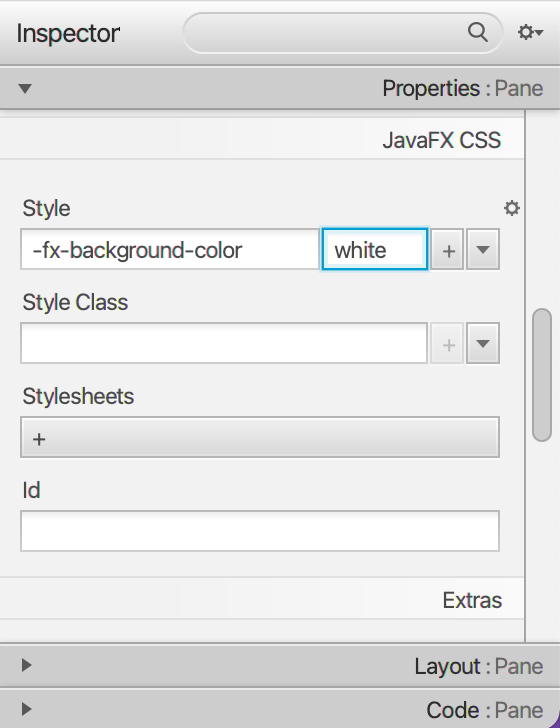 Inspector
Properties : Pane
JavaFX CSS
Style
-fx-background-color white +
Style Class
+
Stylesheets
+
Id
Extras
Layout : Pane
Code : Pane